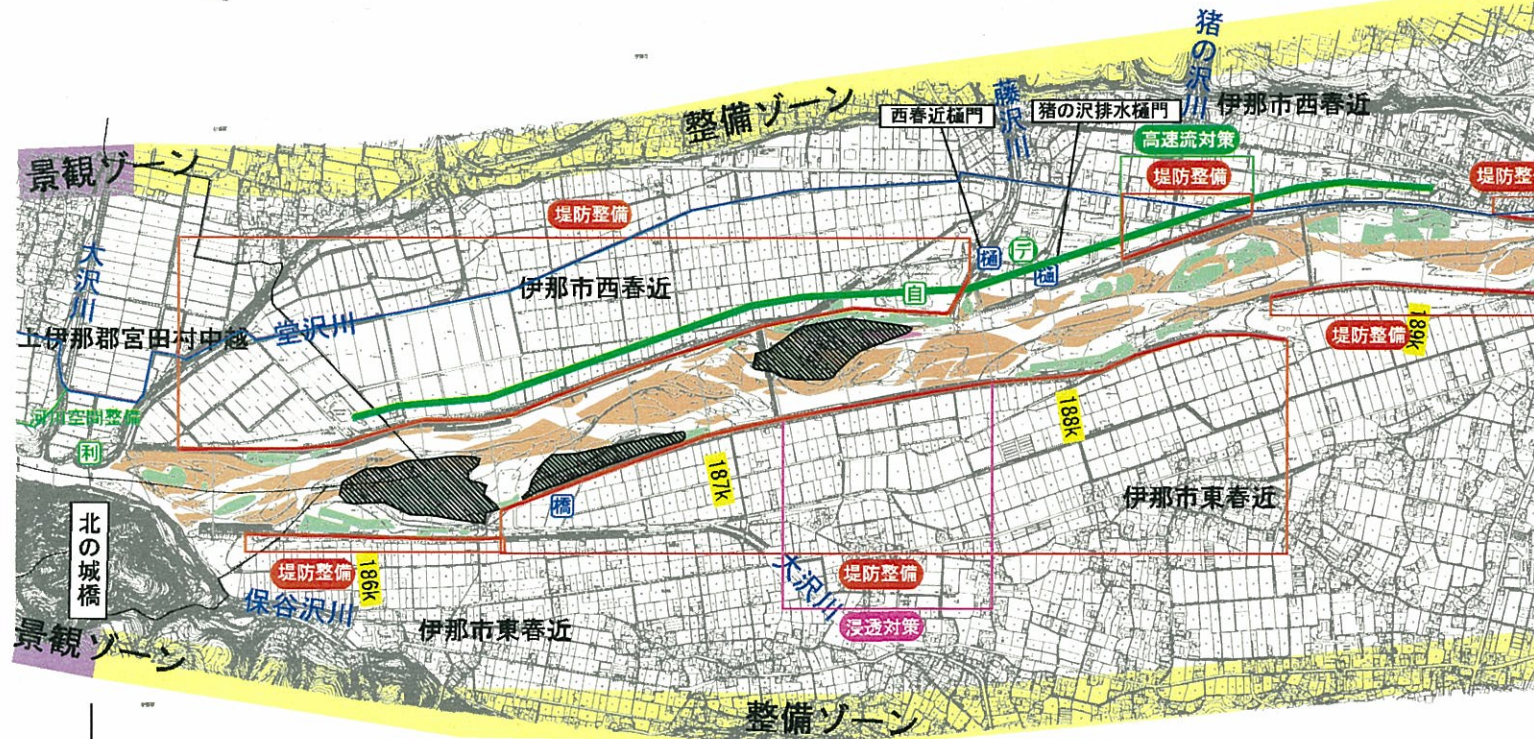 猪の沢川
整備ゾーン
西春近樋門
藤沢川
猪の沢排水樋門
伊那市西春近
高速流対策
堤防整備
堤防整
景観ゾーン
堤防整備
大沢川
伊那市西春近
樋
デ
樋
自
上伊那郡宮田村中越
堂沢川
堤防整備
189k
河川空間整備
利
188k
187k
橋
伊那市東春近
北の城橋
堤防整備
186k
保谷沢川
伊那市東春近
大沢川
堤防整備
浸透対策
景観ゾーン
整備ゾーン